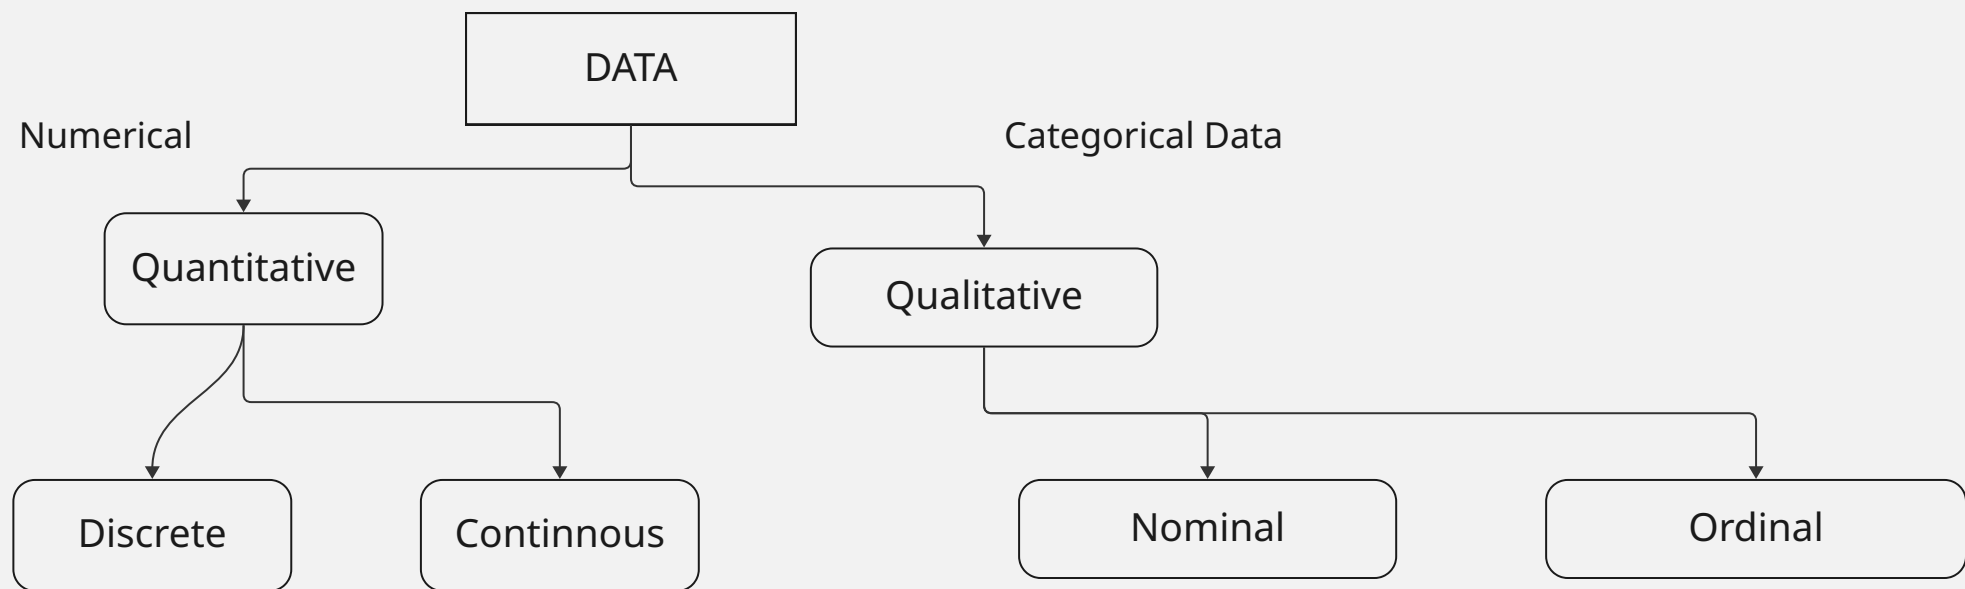 DATA
Numerical
Categorical Data
Quantitative
Qualitative
Discrete
Continnous
Nominal
Ordinal